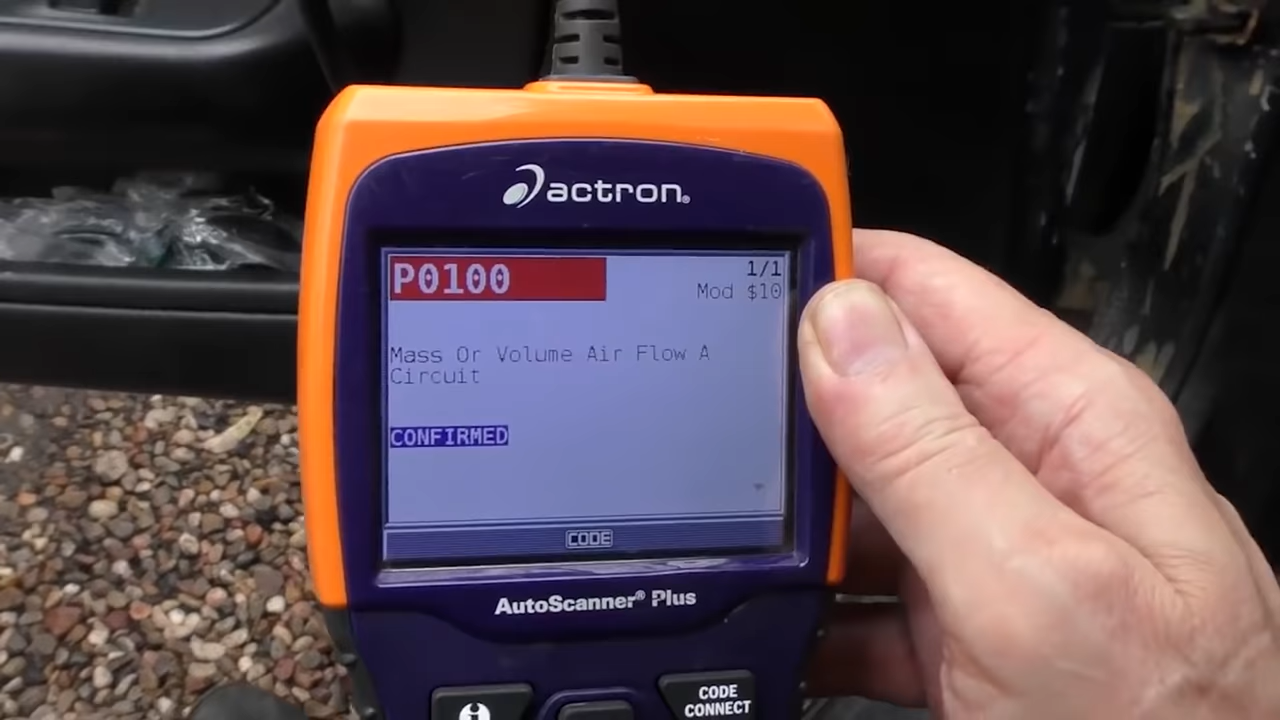 actron®
P0100
1/1
Mod $10
Mass Or Volume Air Flow A
Circuit
CONFIRMED
CODE
AutoScanner® Plus
i
CODE
CONNECT